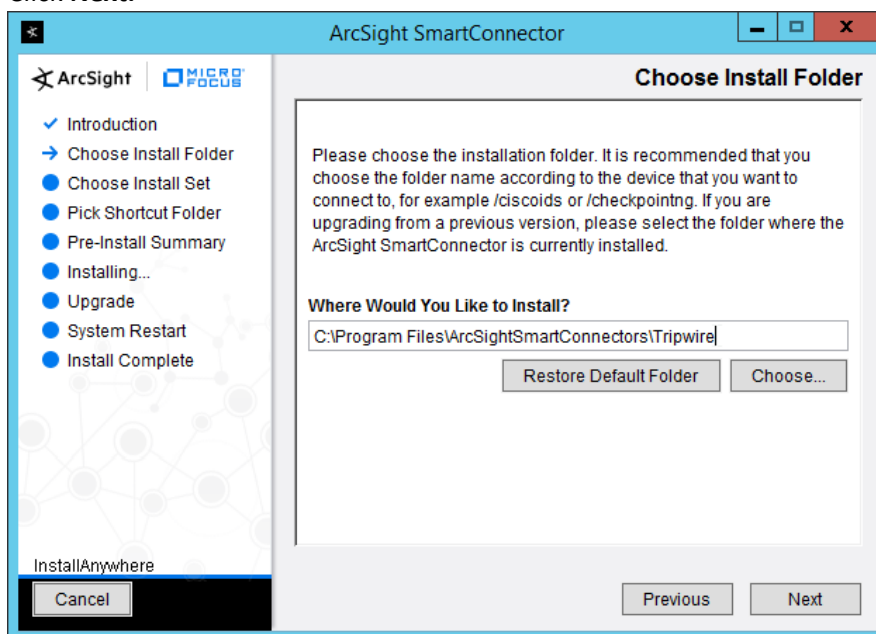 Click Next.
ArcSight SmartConnector
ArcSight
MICRO
FOCUS
Choose Install Folder
Introduction
Choose Install Folder
Choose Install Set
Pick Shortcut Folder
Pre-Install Summary
Installing...
Upgrade
System Restart
Install Complete
Please choose the installation folder. It is recommended that you
choose the folder name according to the device that you want to
connect to, for example /ciscoids or /checkpointng. If you are
upgrading from a previous version, please select the folder where the
ArcSight SmartConnector is currently installed.
Where Would You Like to Install?
C:\Program Files\ArcSightSmartConnectors\Tripwire
Restore Default Folder
Choose...
InstallAnywhere
Cancel
Previous
Next